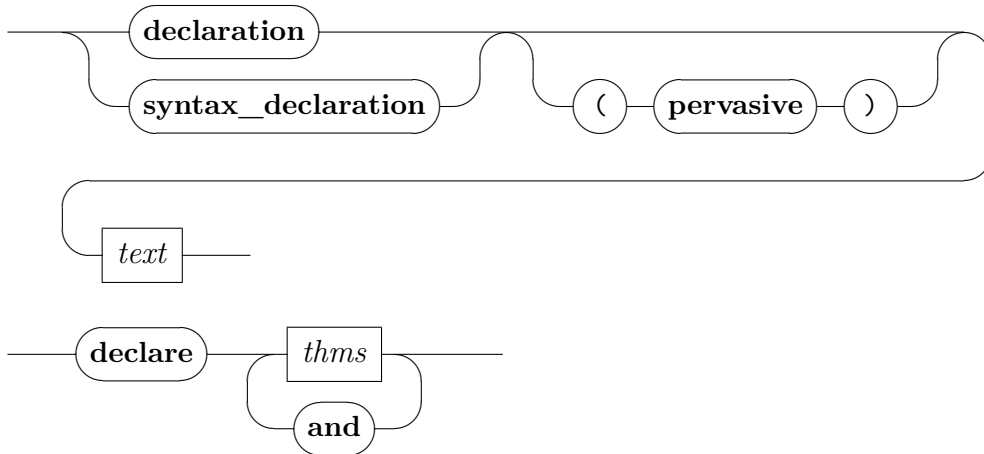 declaration
syntax_declaration ( pervasive )
text
declare thms
and